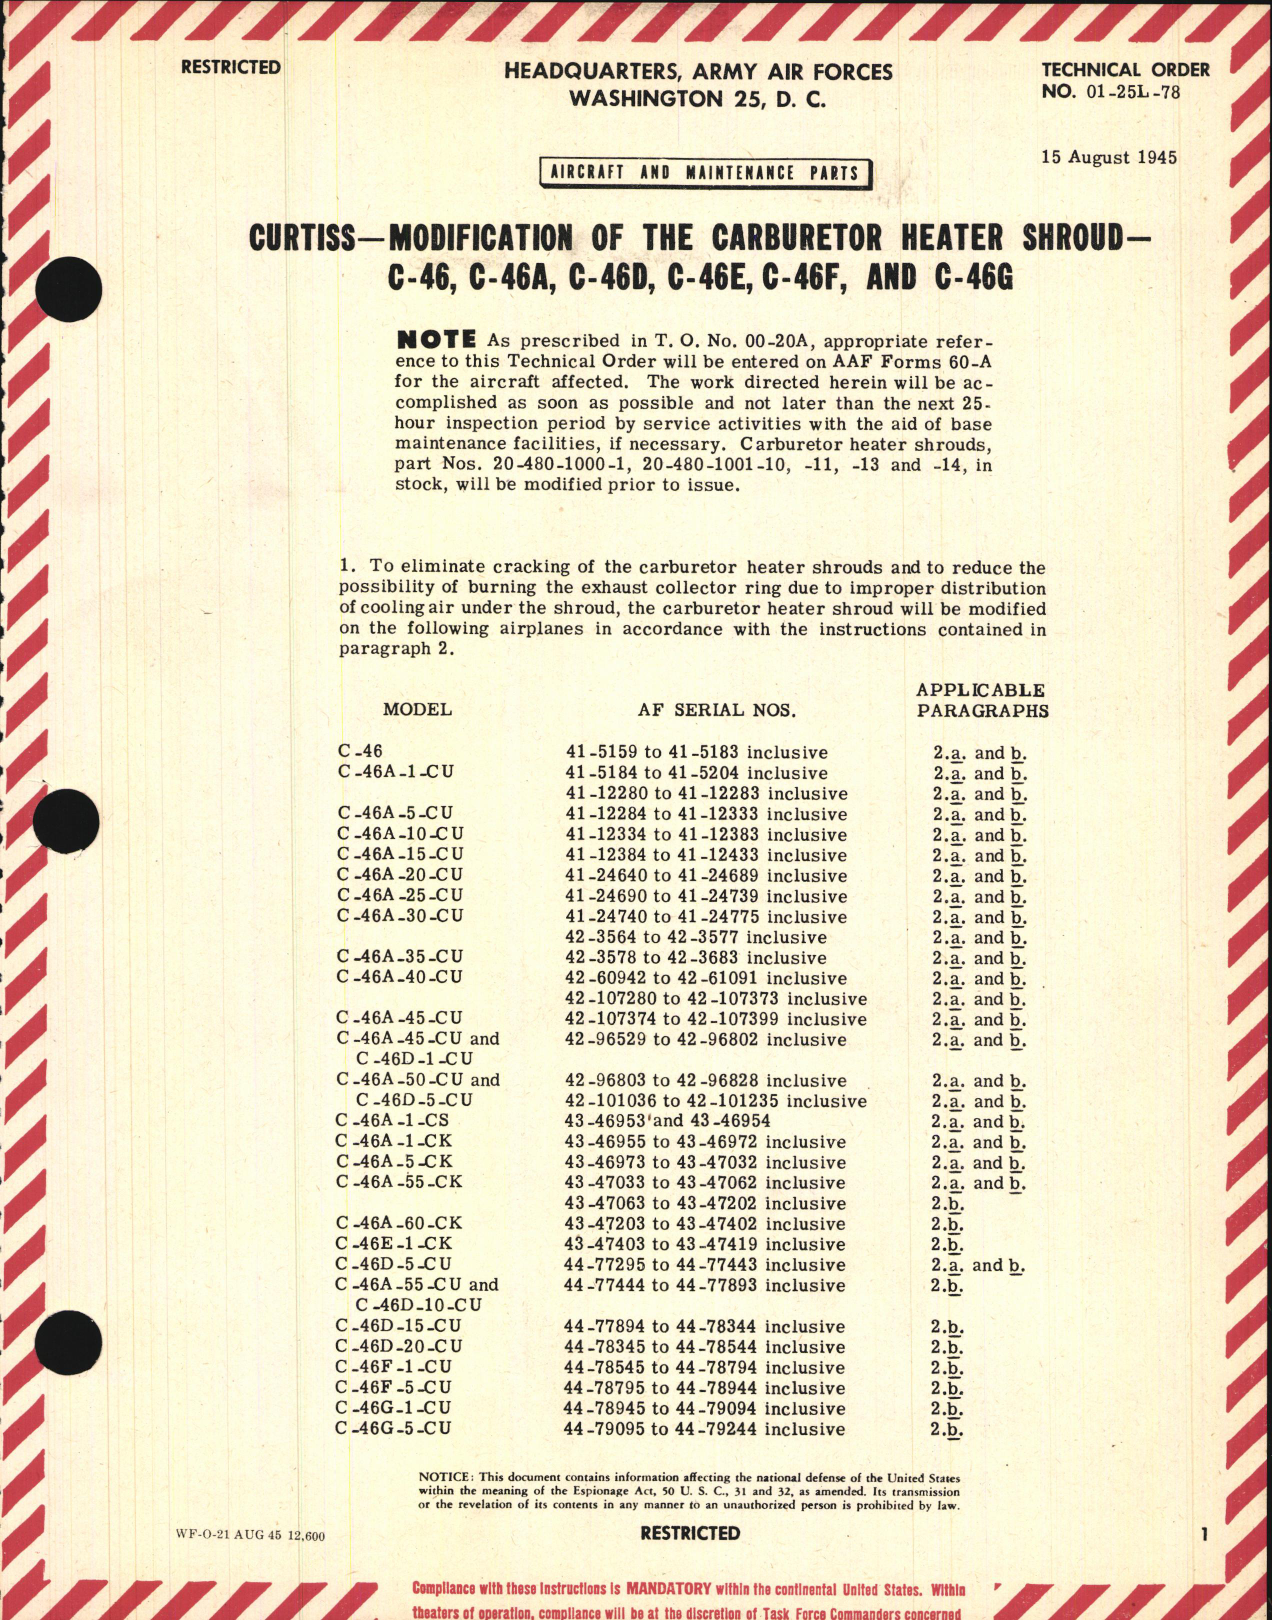 RESTRICTED
HEADQUARTERS, ARMY AIR FORCES
WASHINGTON 25, D. C.
TECHNICAL ORDER
NO. 01-25L-78
15 August 1945
AIRCRAFT AND MAINTENANCE PARTS
CURTISS—MODIFICATION OF THE CARBURETOR HEATER SHROUD—
C-46, C-46A, C-46D, C-46E, C-46F, AND C-46G
NOTE As prescribed in T. O. No. 00-20A, appropriate refer-
ence to this Technical Order will be entered on AAF Forms 60-A
for the aircraft affected. The work directed herein will be ac-
complished as soon as possible and not later than the next 25-
hour inspection period by service activities with the aid of base
maintenance facilities, if necessary. Carburetor heater shrouds,
part Nos. 20-480-1000-1, 20-480-1001-10, -11, -13 and -14, in
stock, will be modified prior to issue.
1. To eliminate cracking of the carburetor heater shrouds and to reduce the
possibility of burning the exhaust collector ring due to improper distribution
of cooling air under the shroud, the carburetor heater shroud will be modified
on the following airplanes in accordance with the instructions contained in
paragraph 2.
MODEL AF SERIAL NOS. APPLICABLE PARAGRAPHS
C-46 41-5159 to 41-5183 inclusive 2.a. and b.
C-46A-1-CU 41-5184 to 41-5204 inclusive 2.a. and b.
41-12280 to 41-12283 inclusive 2.a. and b.
C-46A-5-CU 41-12284 to 41-12333 inclusive 2.a. and b.
C-46A-10-CU 41-12334 to 41-12383 inclusive 2.a. and b.
C-46A-15-CU 41-12384 to 41-12433 inclusive 2.a. and b.
C-46A-20-CU 41-24640 to 41-24689 inclusive 2.a. and b.
C-46A-25-CU 41-24690 to 41-24739 inclusive 2.a. and b.
C-46A-30-CU 41-24740 to 41-24775 inclusive 2.a. and b.
42-3564 to 42-3577 inclusive 2.a. and b.
C-46A-35-CU 42-3578 to 42-3683 inclusive 2.a. and b.
C-46A-40-CU 42-60942 to 42-61091 inclusive 2.a. and b.
42-107280 to 42-107373 inclusive 2.a. and b.
C-46A-45-CU 42-107374 to 42-107399 inclusive 2.a. and b.
C-46A-45-CU and 42-96529 to 42-96802 inclusive 2.a. and b.
C-46D-1-CU
C-46A-50-CU and 42-96803 to 42-96828 inclusive 2.a. and b.
C-46D-5-CU 42-101036 to 42-101235 inclusive 2.a. and b.
C-46A-1-CS 43-46953 and 43-46954 2.a. and b.
C-46A-1-CK 43-46955 to 43-46972 inclusive 2.a. and b.
C-46A-5-CK 43-46973 to 43-47032 inclusive 2.a. and b.
C-46A-55-CK 43-47033 to 43-47062 inclusive 2.a. and b.
43-47063 to 43-47202 inclusive 2.b.
C-46A-60-CK 43-47203 to 43-47402 inclusive 2.b.
C-46E-1-CK 43-47403 to 43-47419 inclusive 2.b.
C-46D-5-CU 44-77295 to 44-77443 inclusive 2.a. and b.
C-46A-55-CU and 44-77444 to 44-77893 inclusive 2.b.
C-46D-10-CU
C-46D-15-CU 44-77894 to 44-78344 inclusive 2.b.
C-46D-20-CU 44-78345 to 44-78544 inclusive 2.b.
C-46F-1-CU 44-78545 to 44-78794 inclusive 2.b.
C-46F-5-CU 44-78795 to 44-78944 inclusive 2.b.
C-46G-1-CU 44-78945 to 44-79094 inclusive 2.b.
C-46G-5-CU 44-79095 to 44-79244 inclusive 2.b.
NOTICE: This document contains information affecting the national defense of the United States
within the meaning of the Espionage Act, 50 U. S. C., 31 and 32, as amended. Its transmission
or the revelation of its contents in any manner to an unauthorized person is prohibited by law.
WF-O-21 AUG 45 12,600
RESTRICTED
1
Compliance with these Instructions is MANDATORY within the continental United States. Within
theaters of operation, compliance will be at the discretion of Task Force Commanders concerned